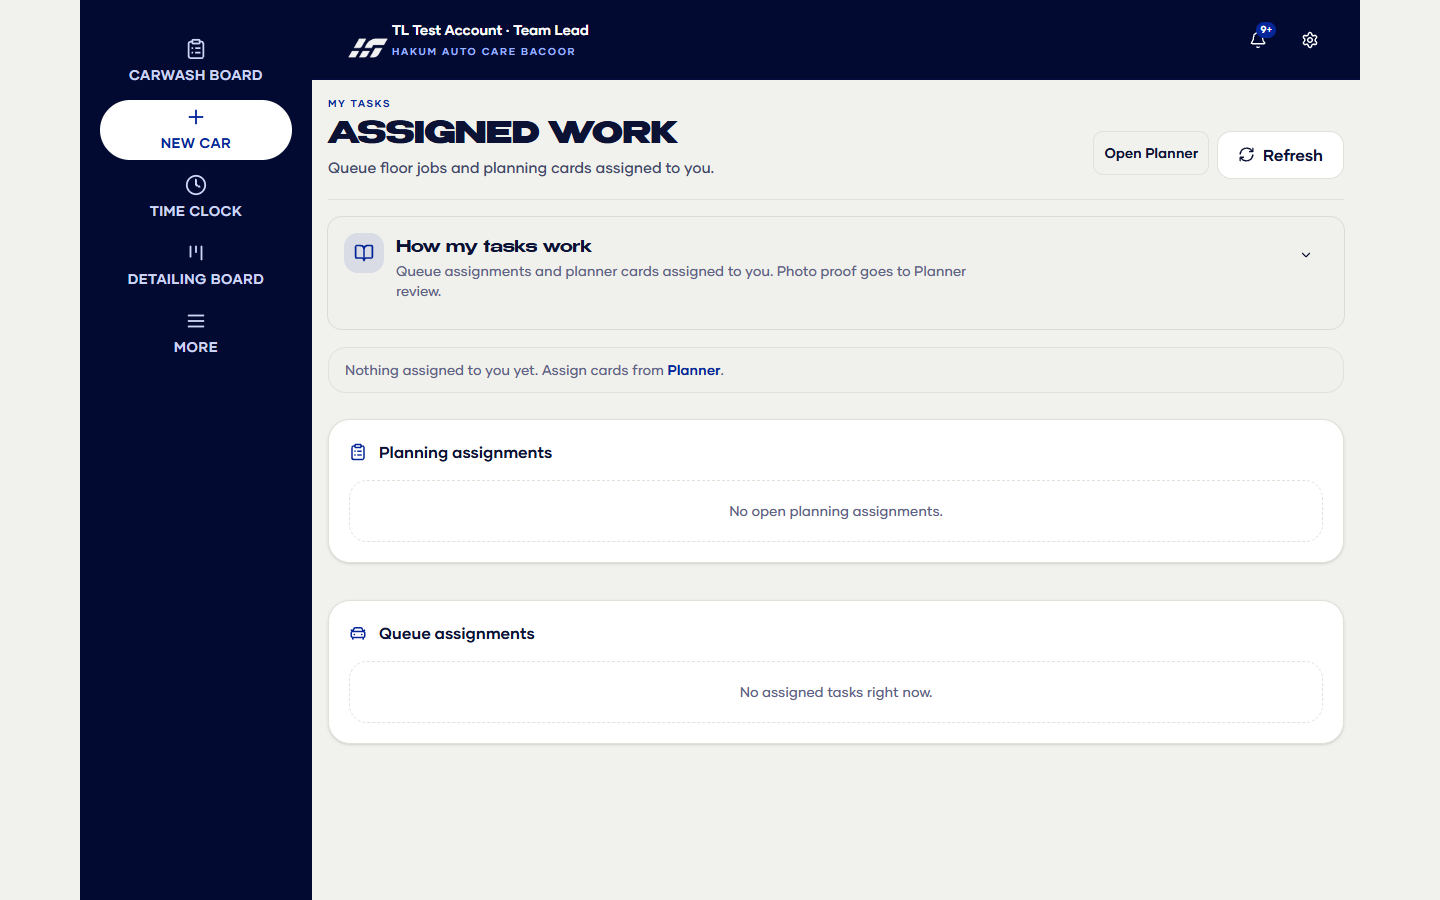 CARWASH BOARD
NEW CAR
TIME CLOCK
DETAILING BOARD
MORE
TL Test Account · Team Lead
HAKUM AUTO CARE BACOOR
9+
MY TASKS
ASSIGNED WORK
Queue floor jobs and planning cards assigned to you.
Open Planner
Refresh
How my tasks work
Queue assignments and planner cards assigned to you. Photo proof goes to Planner
review.
Nothing assigned to you yet. Assign cards from Planner.
Planning assignments
No open planning assignments.
Queue assignments
No assigned tasks right now.